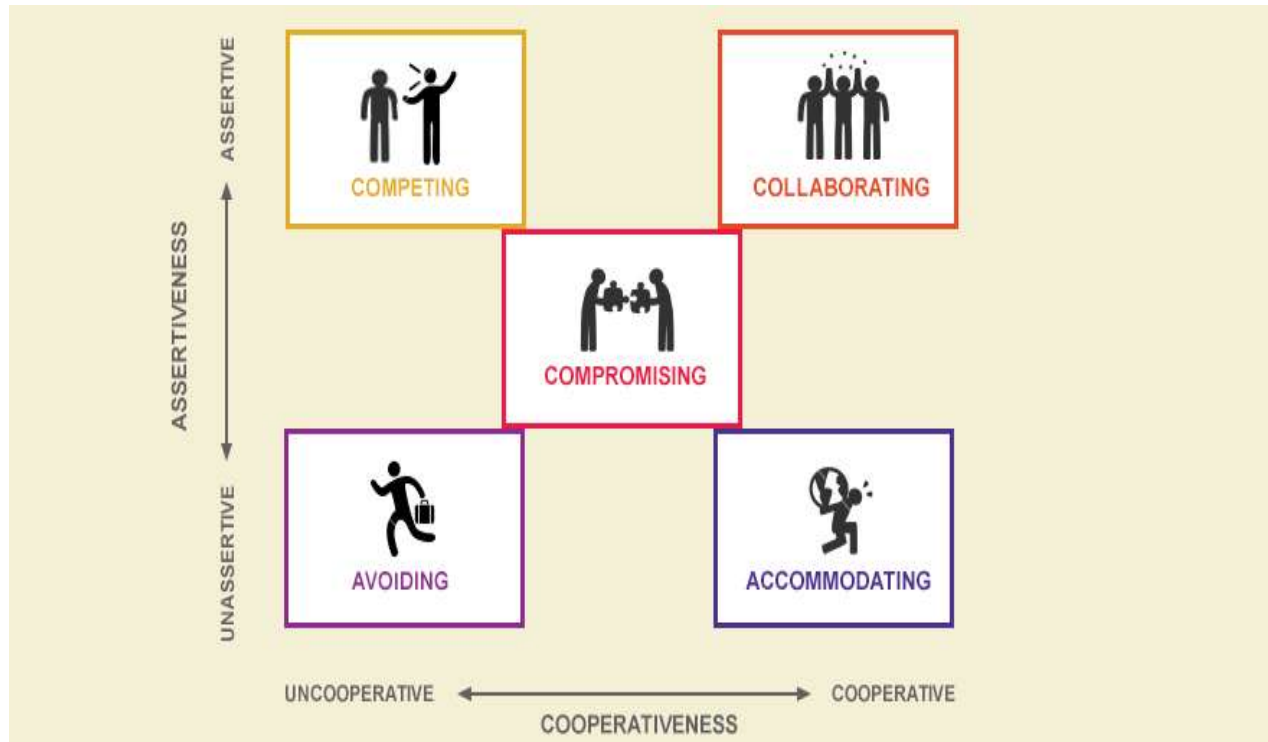 ASSERTIVE
COMPETING
COLLABORATING
ASSERTIVENESS
COMPROMISING
UNASSERTIVE
AVOIDING
ACCOMMODATING
UNCOOPERATIVE
COOPERATIVE
COOPERATIVENESS